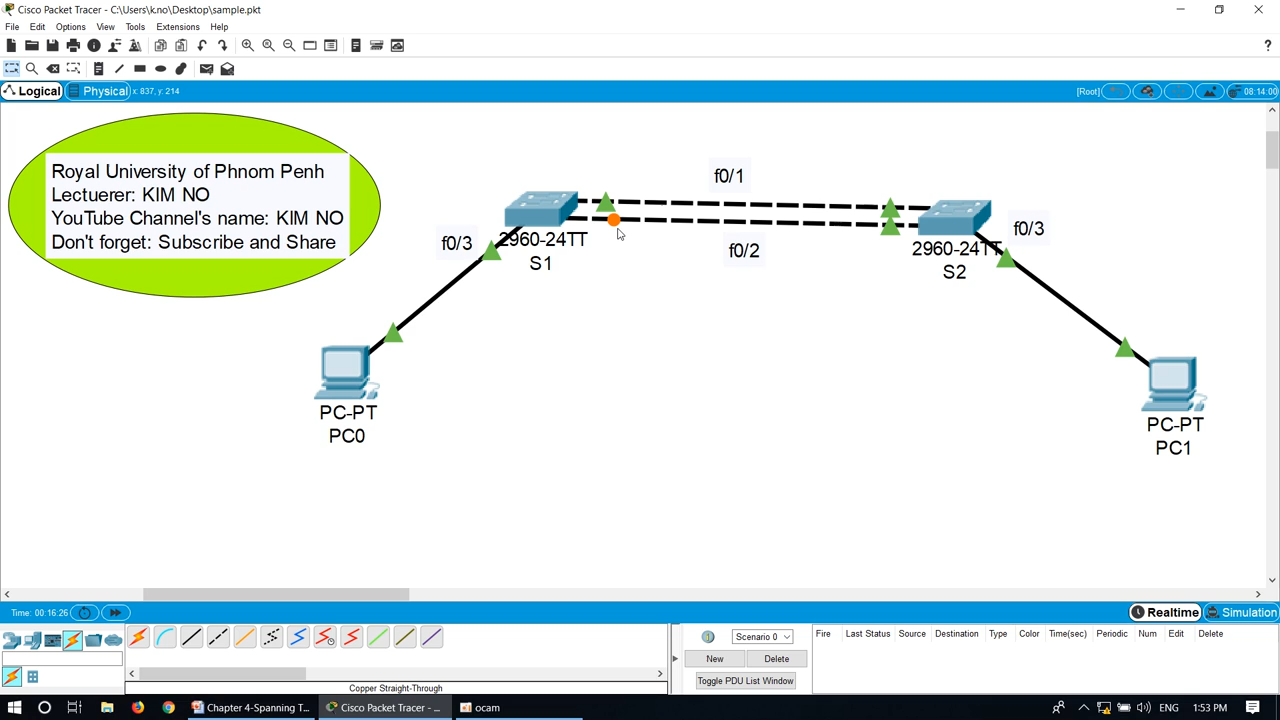 Cisco Packet Tracer - C:\Users\k.no\Desktop\sample.pkt
File Edit Options View Tools Extensions Help
?
Logical Physical x: 837, y: 214 [Root] 08:14:00
Royal University of Phnom Penh
Lectuerer: KIM NO
YouTube Channel's name: KIM NO
Don't forget: Subscribe and Share
f0/1
f0/3
2960-24TT
S1
f0/2
f0/3
2960-24TT
S2
PC-PT
PC0
PC-PT
PC1
Time: 00:16:26 Realtime Simulation
Scenario 0
New Delete
Toggle PDU List Window
Fire Last Status Source Destination Type Color Time(sec) Periodic Num Edit Delete
Copper Straight-Through
Chapter 4-Spanning T... Cisco Packet Tracer - ... ocam ENG 1:53 PM